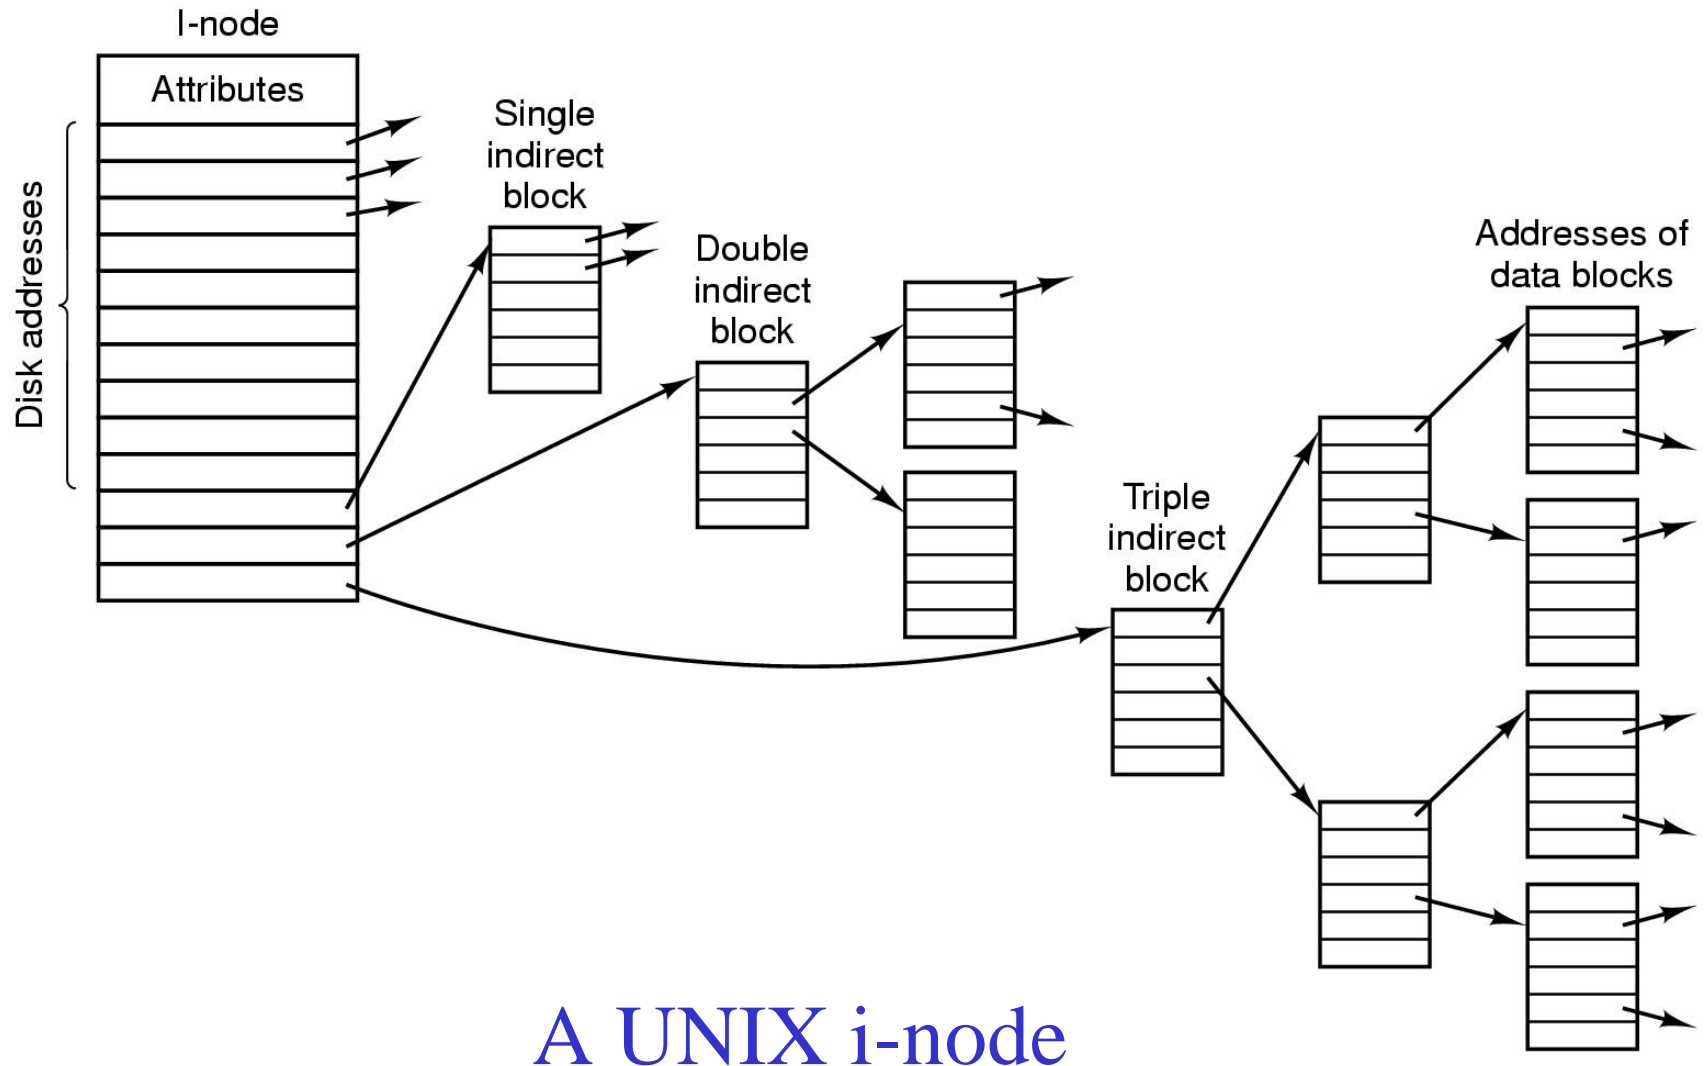 I-node
Attributes
Disk addresses
Single
indirect
block
Double
indirect
block
Triple
indirect
block
Addresses of
data blocks
A UNIX i-node